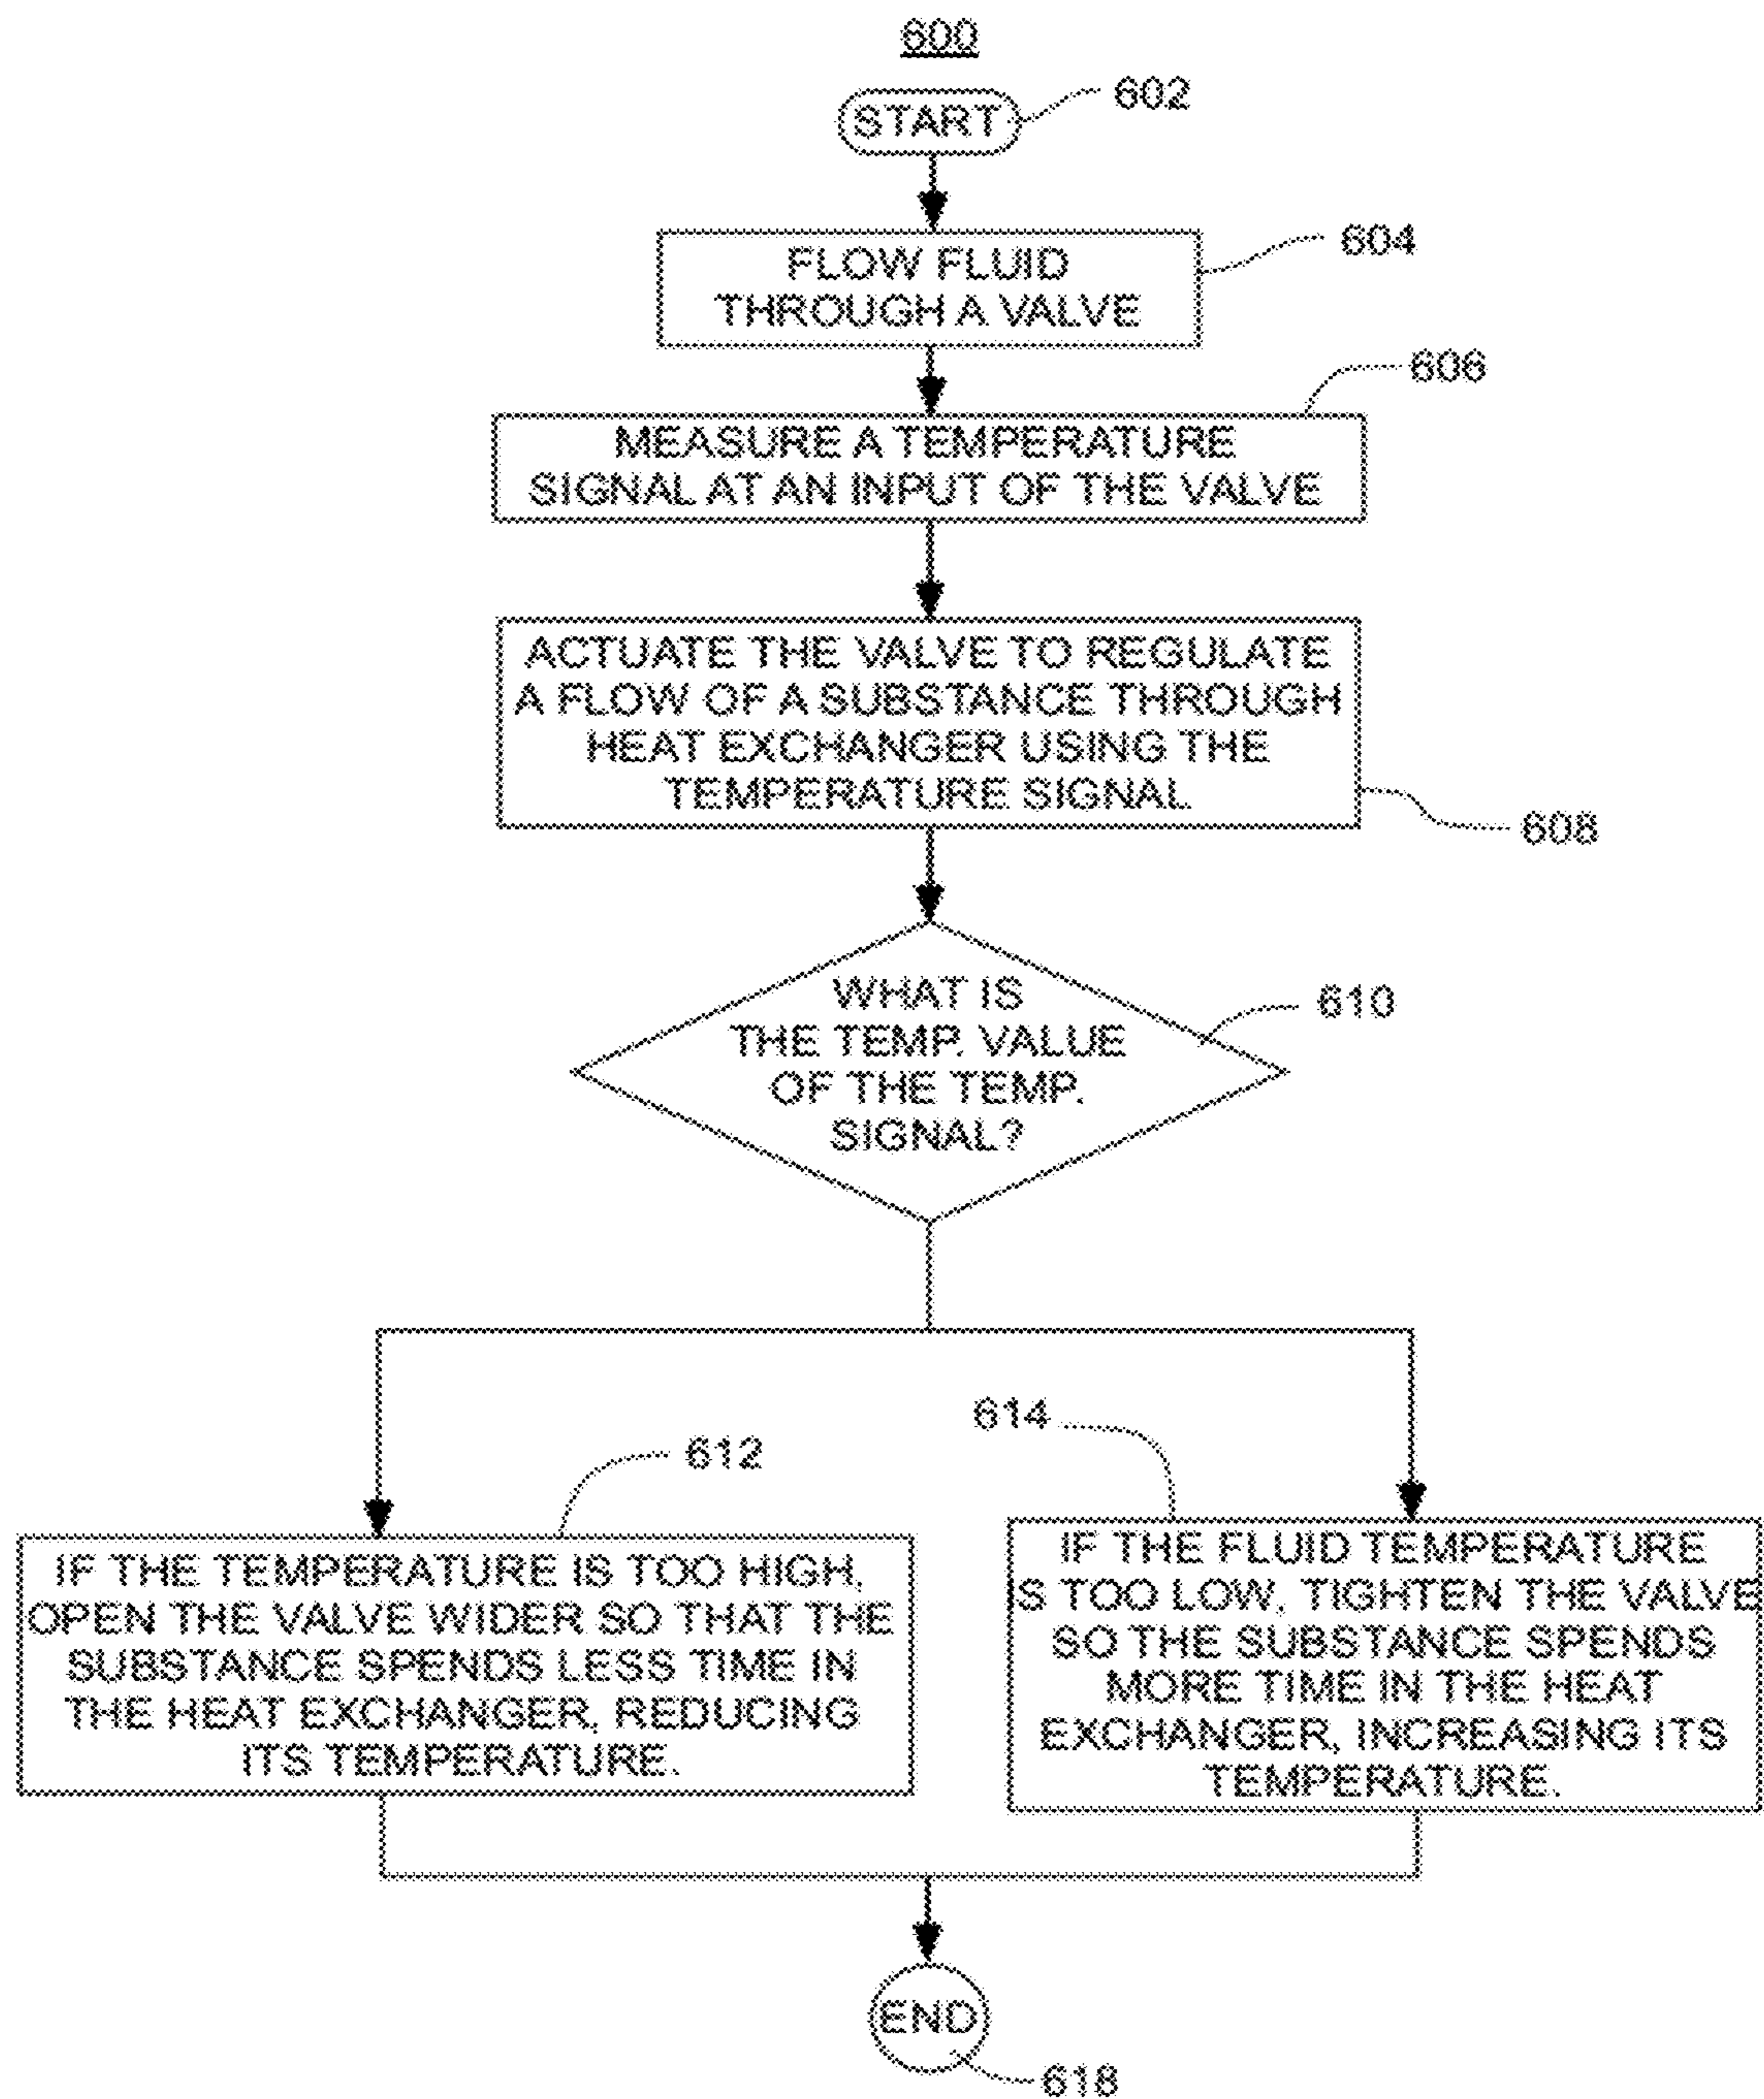 600
START
602
FLOW FLUID
THROUGH A VALVE
604
606
MEASURE A TEMPERATURE
SIGNAL AT AN INPUT OF THE VALVE
ACTUATE THE VALVE TO REGULATE
A FLOW OF A SUBSTANCE THROUGH
HEAT EXCHANGER USING THE
TEMPERATURE SIGNAL
608
WHAT IS
THE TEMP. VALUE
OF THE TEMP.
SIGNAL?
610
612
IF THE TEMPERATURE IS TOO HIGH,
OPEN THE VALVE WIDER SO THAT THE
SUBSTANCE SPENDS LESS TIME IN
THE HEAT EXCHANGER, REDUCING
ITS TEMPERATURE.
614
IF THE FLUID TEMPERATURE
IS TOO LOW, TIGHTEN THE VALVE
SO THE SUBSTANCE SPENDS
MORE TIME IN THE HEAT
EXCHANGER, INCREASING ITS
TEMPERATURE.
END
618